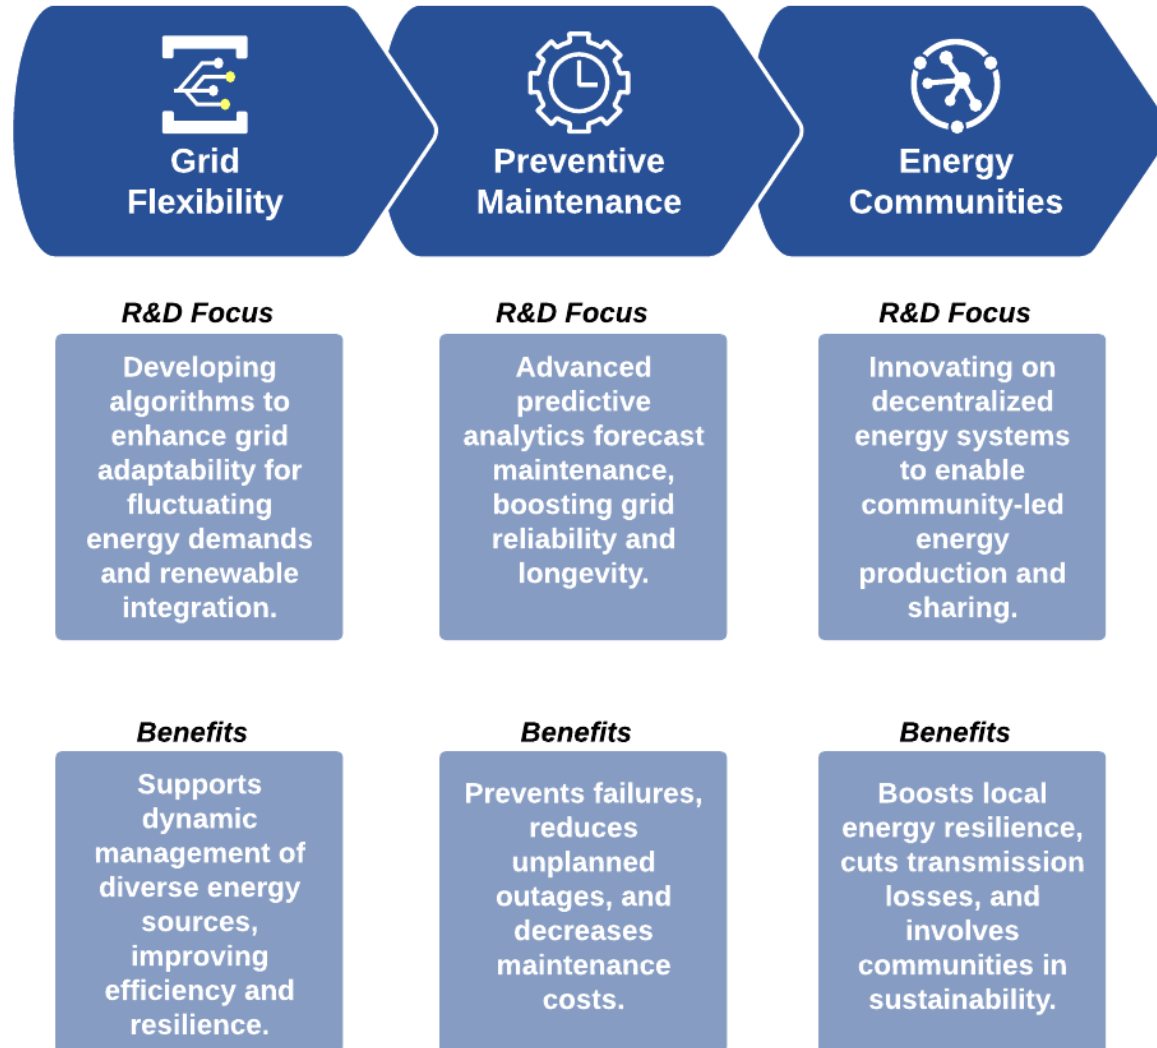 Grid
Flexibility
Preventive
Maintenance
Energy
Communities
R&D Focus
Developing
algorithms to
enhance grid
adaptability for
fluctuating
energy demands
and renewable
integration.
R&D Focus
Advanced
predictive
analytics forecast
maintenance,
boosting grid
reliability and
longevity.
R&D Focus
Innovating on
decentralized
energy systems
to enable
community-led
energy
production and
sharing.
Benefits
Supports
dynamic
management of
diverse energy
sources,
improving
efficiency and
resilience.
Benefits
Prevents failures,
reduces
unplanned
outages, and
decreases
maintenance
costs.
Benefits
Boosts local
energy resilience,
cuts transmission
losses, and
involves
communities in
sustainability.